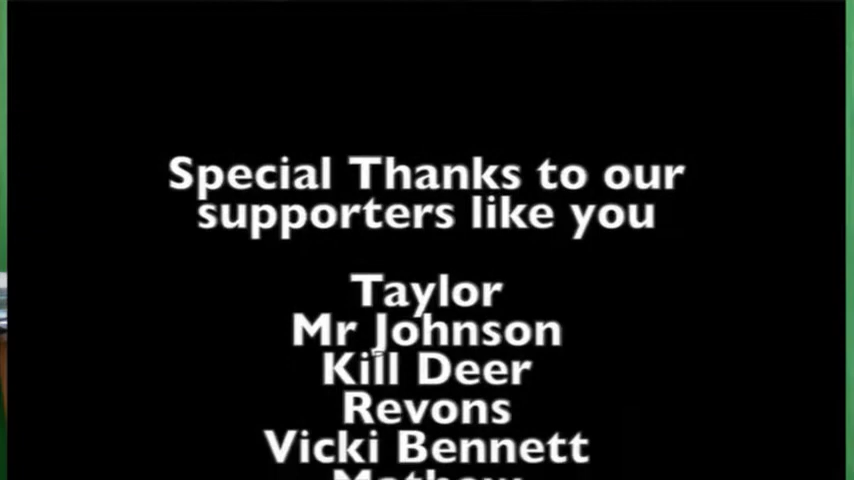 Special Thanks to our
supporters like you
Taylor
Mr Johnson
Kill Deer
Revons
Vicki Bennett